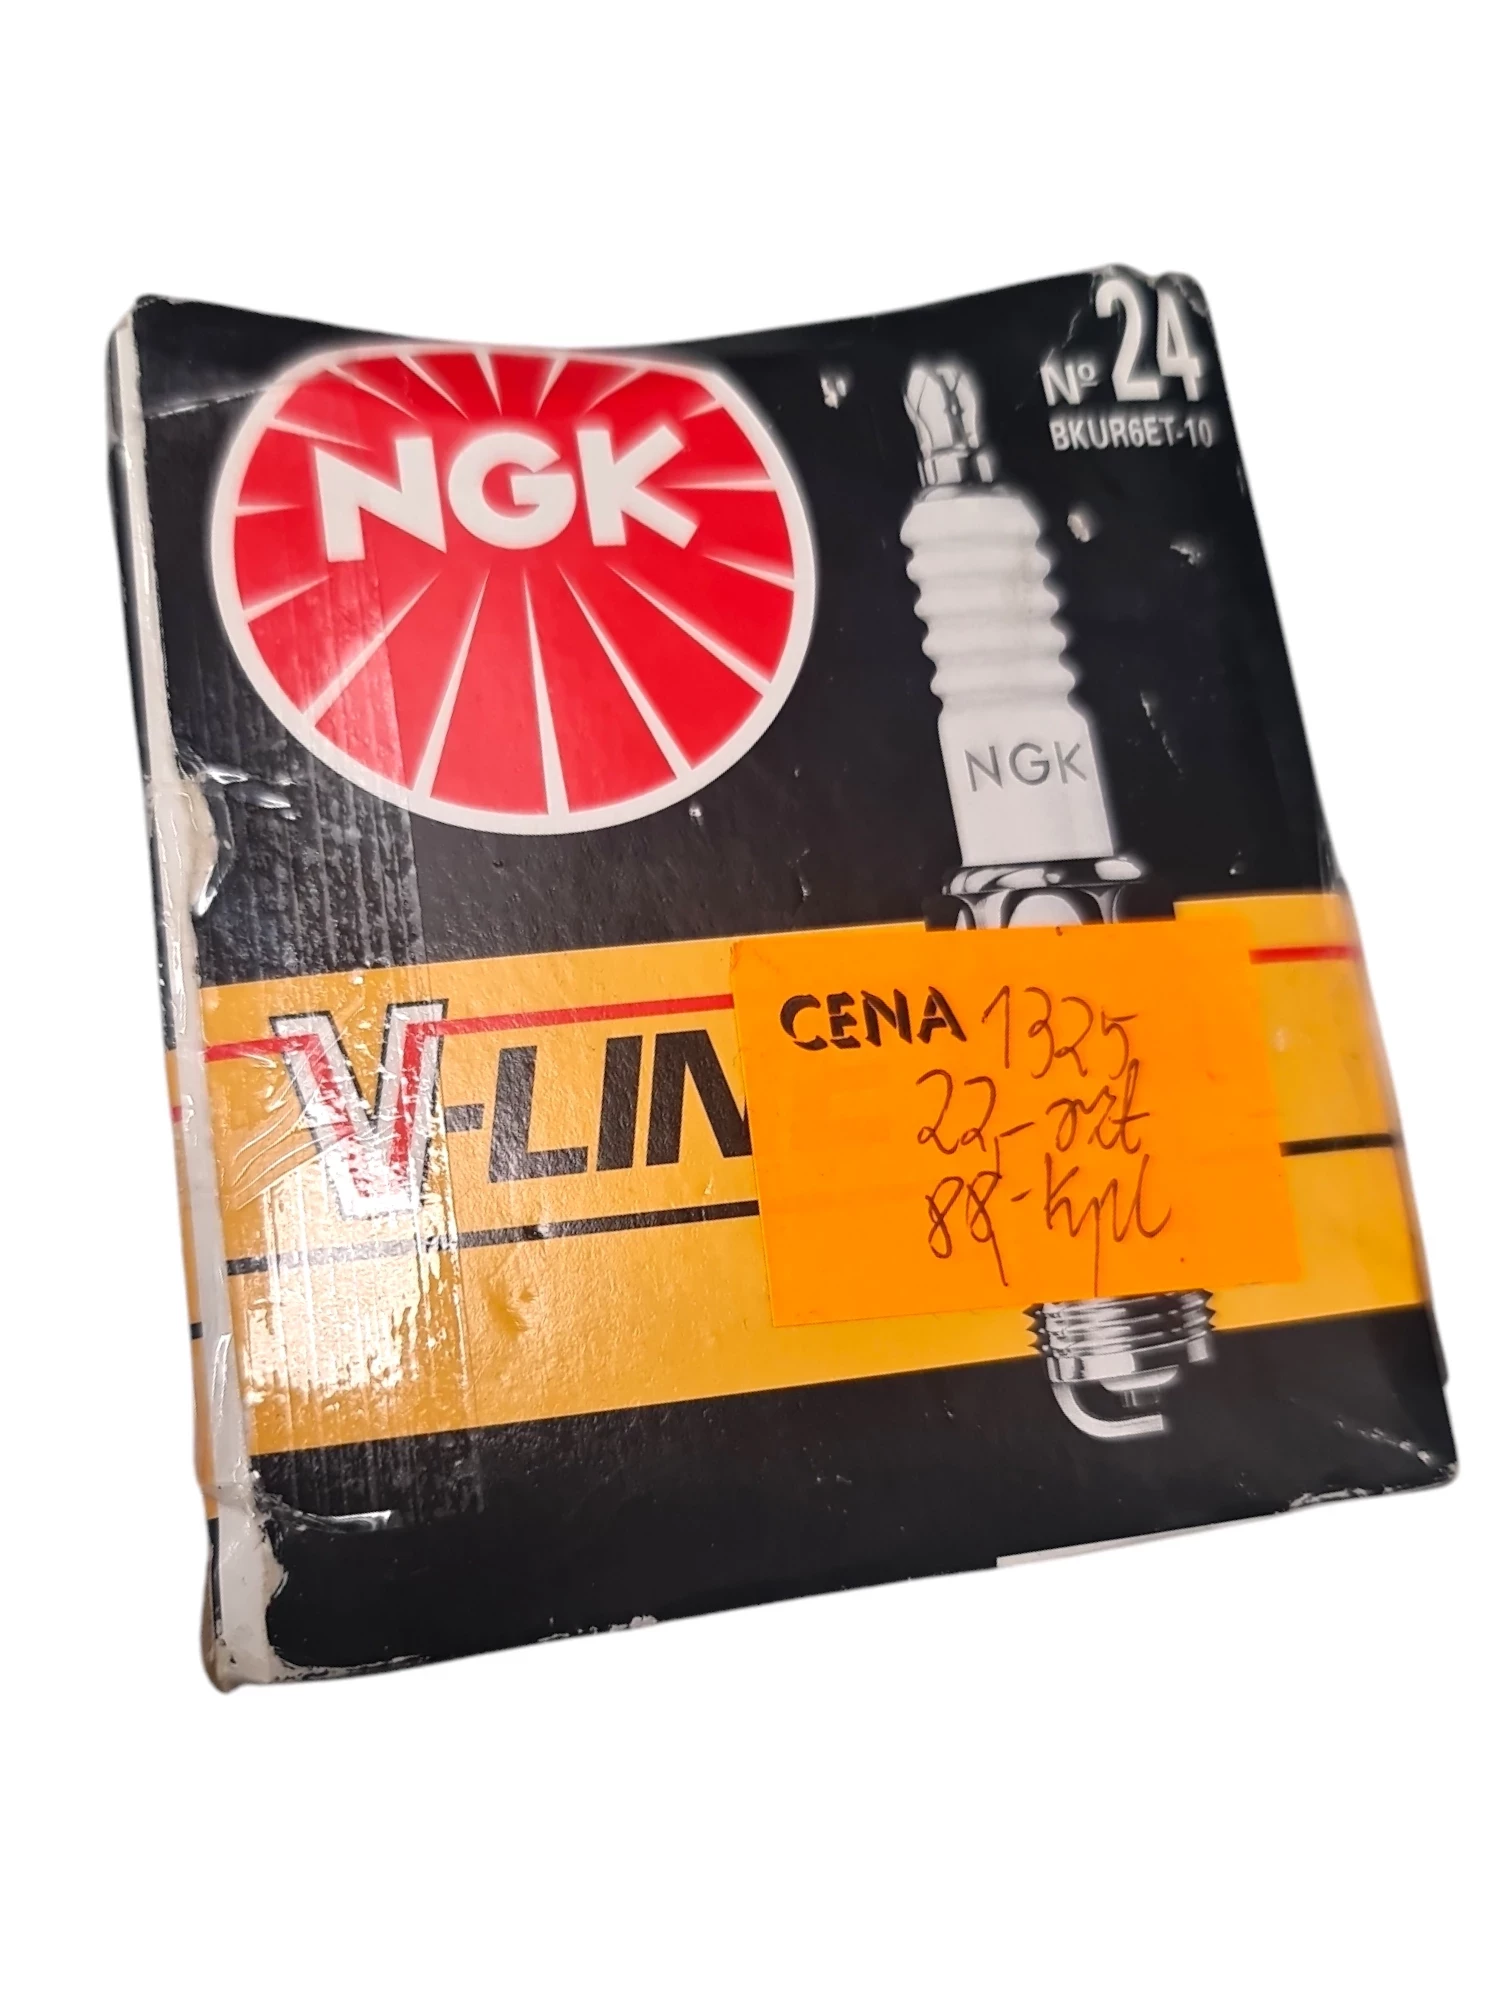 NGK
Nº 24
BKUR6ET-10
NGK
V-LIN
CENA 1325
22,- szt
88,- kpl